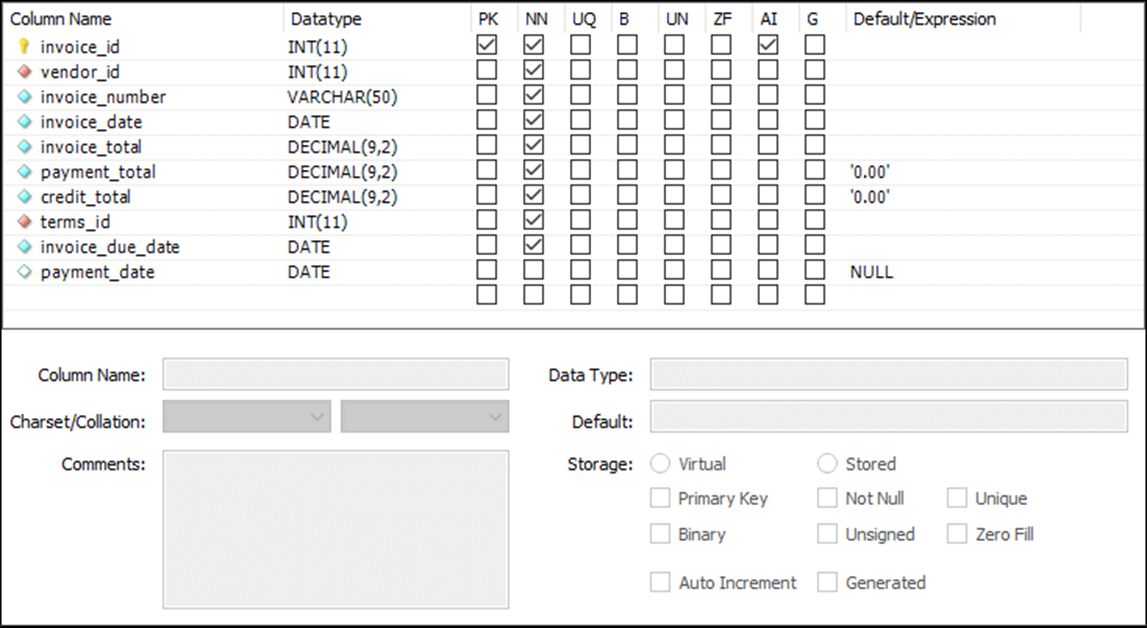 Column Name Datatype PK NN UQ B UN ZF AI G Default/Expression
invoice_id INT(11)
vendor_id INT(11)
invoice_number VARCHAR(50)
invoice_date DATE
invoice_total DECIMAL(9,2)
payment_total DECIMAL(9,2) '0.00'
credit_total DECIMAL(9,2) '0.00'
terms_id INT(11)
invoice_due_date DATE
payment_date DATE NULL
Column Name: Data Type:
Charset/Collation: Default:
Comments: Storage: Virtual Stored
Primary Key Not Null Unique
Binary Unsigned Zero Fill
Auto Increment Generated